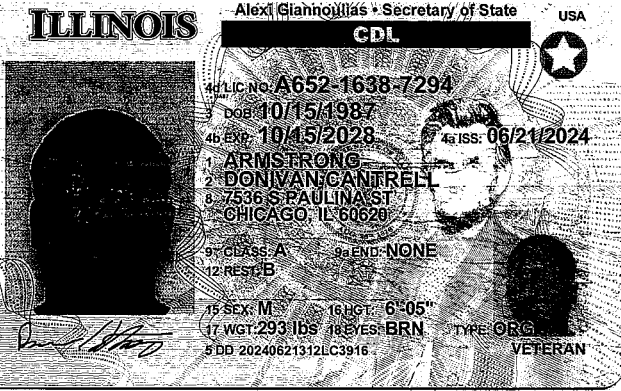 ILLINOIS
Alexi Giannoulias • Secretary of State
USA
CDL
4d LIC NO: A652-1638-7294
3 DOB: 10/15/1987
4b EXP: 10/15/2028 4a ISS: 06/21/2024
1 ARMSTRONG
2 DONIVAN CANTRELL
8 7536 S PAULINA ST
CHICAGO, IL 60620
9 CLASS: A 9a END: NONE
12 REST: B
15 SEX: M 16 HGT: 6'-05"
17 WGT: 293 lbs 18 EYES: BRN TYPE: ORG
5 DD 20240621312LC3916 VETERAN